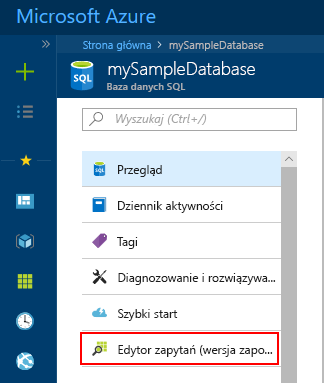 Microsoft Azure
»
Strona główna > mySampleDatabase
SQL
mySampleDatabase
Baza danych SQL
Wyszukaj (Ctrl+/)
SQL
Przegląd
Dziennik aktywności
Tagi
Diagnozowanie i rozwiązywa...
Szybki start
Edytor zapytań (wersja zapo...